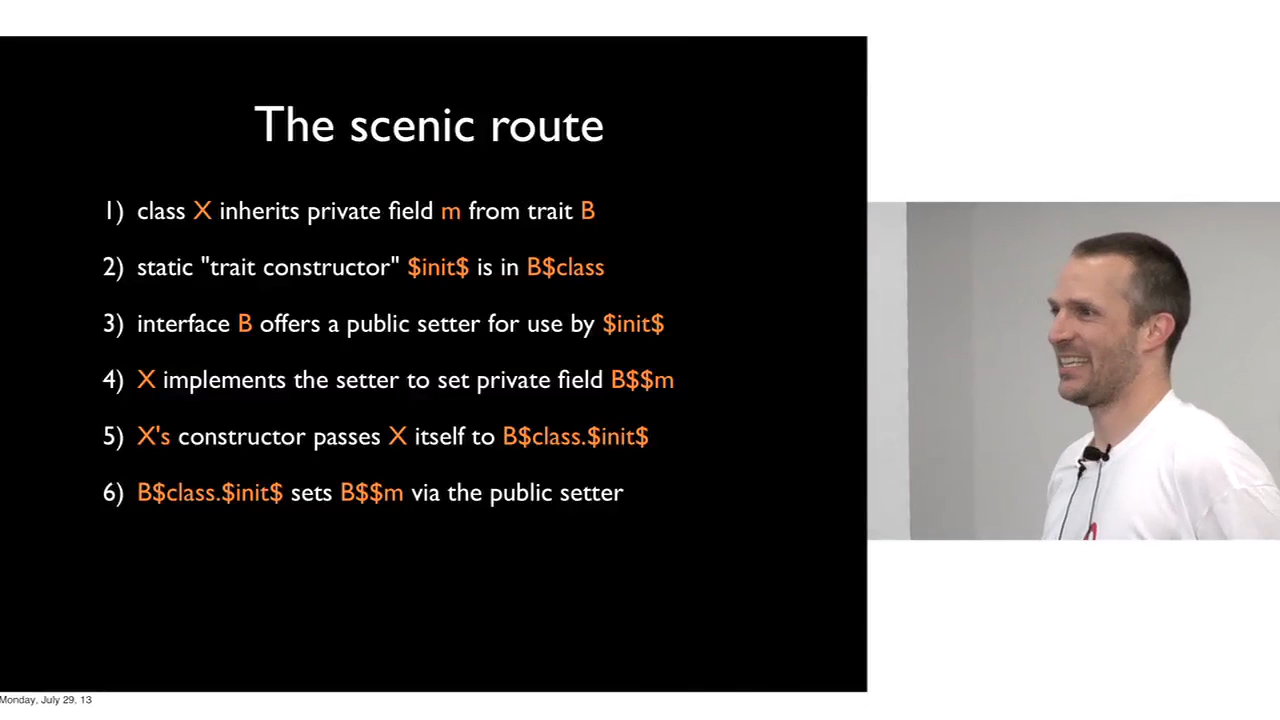 The scenic route
1) class X inherits private field m from trait B
2) static "trait constructor" $init$ is in B$class
3) interface B offers a public setter for use by $init$
4) X implements the setter to set private field B$$m
5) X's constructor passes X itself to B$class.$init$
6) B$class.$init$ sets B$$m via the public setter
Monday, July 29, 13